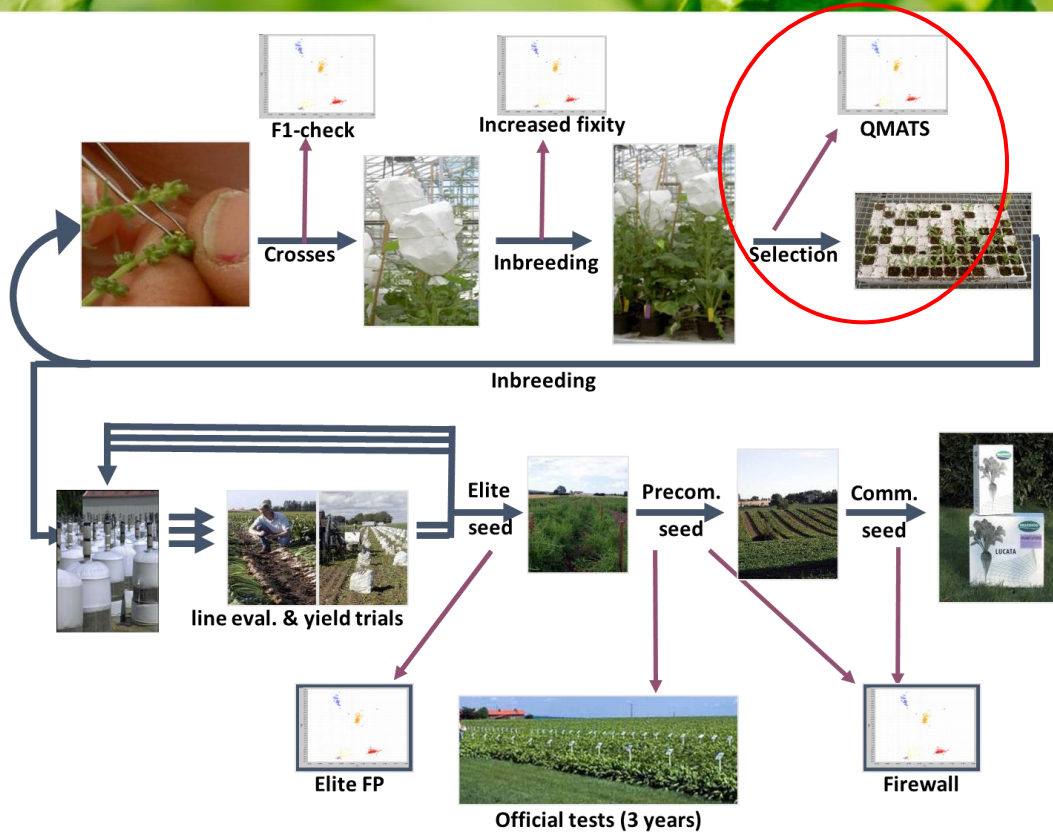 F1-check
Increased fixity
QMATS
Crosses
Inbreeding
Selection
Inbreeding
Elite
seed
Precom.
seed
Comm.
seed
LUCATA
line eval. & yield trials
Elite FP
Official tests (3 years)
Firewall